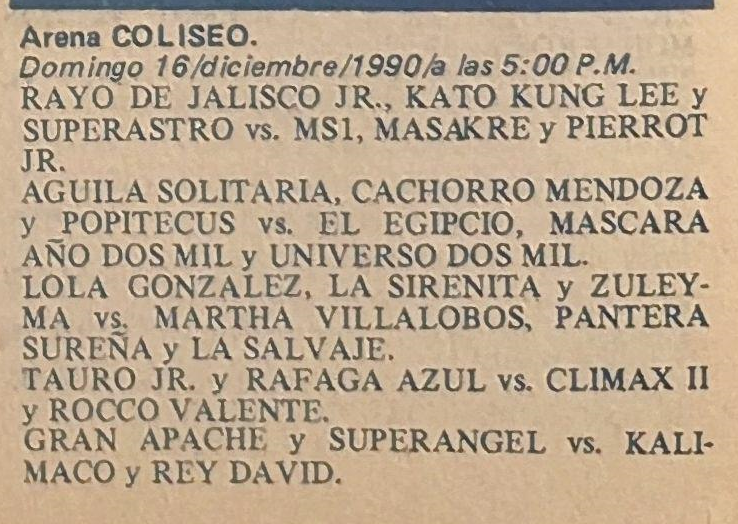 Arena COLISEO.
Domingo 16/diciembre/1990/a las 5:00 P.M.
RAYO DE JALISCO JR., KATO KUNG LEE y
SUPERASTRO vs. MS1, MASAKRE y PIERROT
JR.
AGUILA SOLITARIA, CACHORRO MENDOZA
y POPITECUS vs. EL EGIPCIO, MASCARA
AÑO DOS MIL y UNIVERSO DOS MIL.
LOLA GONZALEZ, LA SIRENITA y ZULEY-
MA vs. MARTHA VILLALOBOS, PANTERA
SUREÑA y LA SALVAJE.
TAURO JR. y RAFAGA AZUL vs. CLIMAX II
y ROCCO VALENTE.
GRAN APACHE y SUPERANGEL vs. KALI-
MACO y REY DAVID.